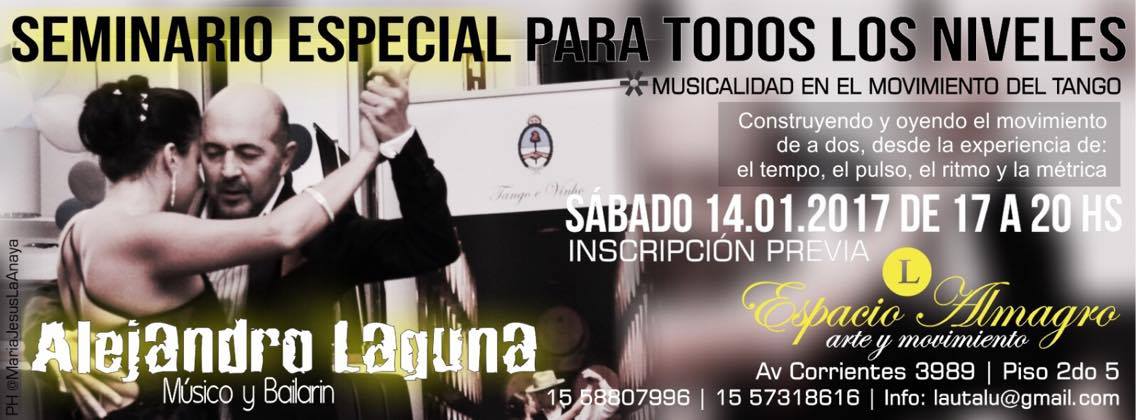 SEMINARIO ESPECIAL PARA TODOS LOS NIVELES
MUSICALIDAD EN EL MOVIMIENTO DEL TANGO
Construyendo y oyendo el movimiento
de a dos, desde la experiencia de:
el tempo, el pulso, el ritmo y la métrica
Tango e Vinho
SÁBADO 14.01.2017 DE 17 A 20 HS
INSCRIPCIÓN PREVIA
L
Espacio Almagro
arte y movimiento
Alejandro Laguna
Músico y Bailarin
Av Corrientes 3989 | Piso 2do 5
15 58807996 | 15 57318616 | Info: lautalu@gmail.com
PH @MariaJesusLaAnaya